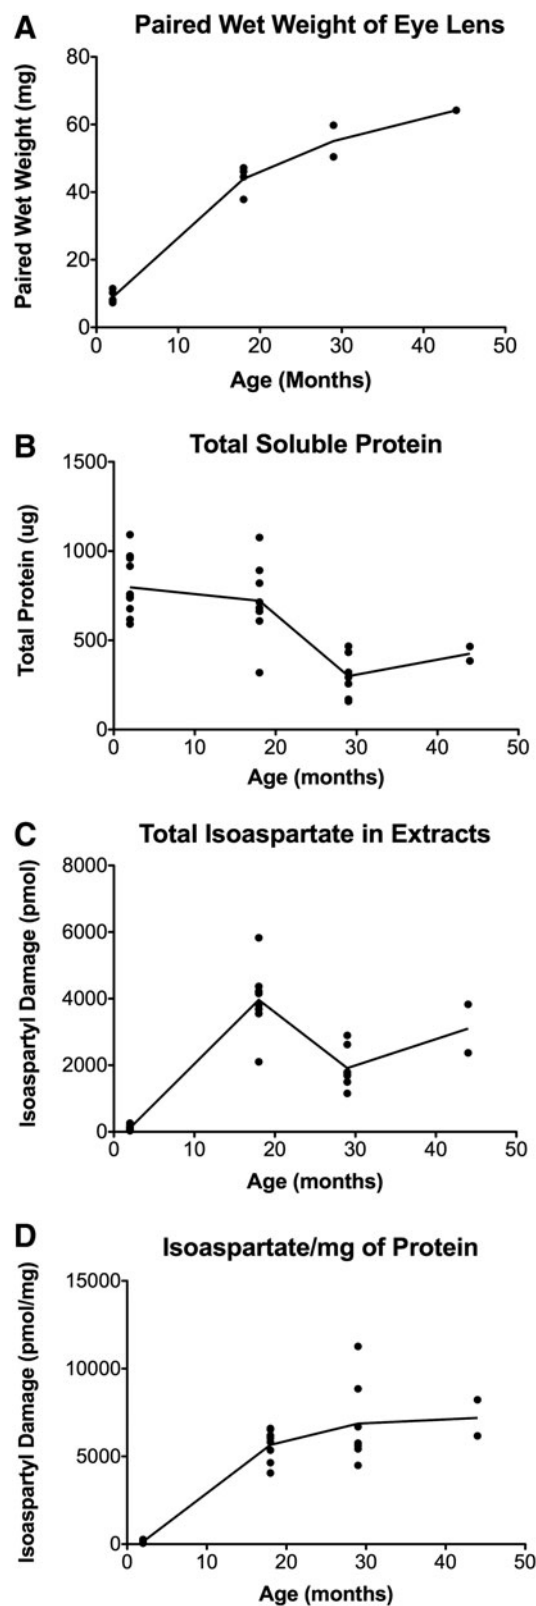 A
Paired Wet Weight of Eye Lens
Paired Wet Weight (mg)
80
60
40
20
0
0 10 20 30 40 50
Age (Months)
B
Total Soluble Protein
Total Protein (ug)
1500
1000
500
0
0 10 20 30 40 50
Age (months)
C
Total Isoaspartate in Extracts
Isoaspartyl Damage (pmol)
8000
6000
4000
2000
0
0 10 20 30 40 50
Age (months)
D
Isoaspartate/mg of Protein
Isoaspartyl Damage (pmol/mg)
15000
10000
5000
0
0 10 20 30 40 50
Age (months)